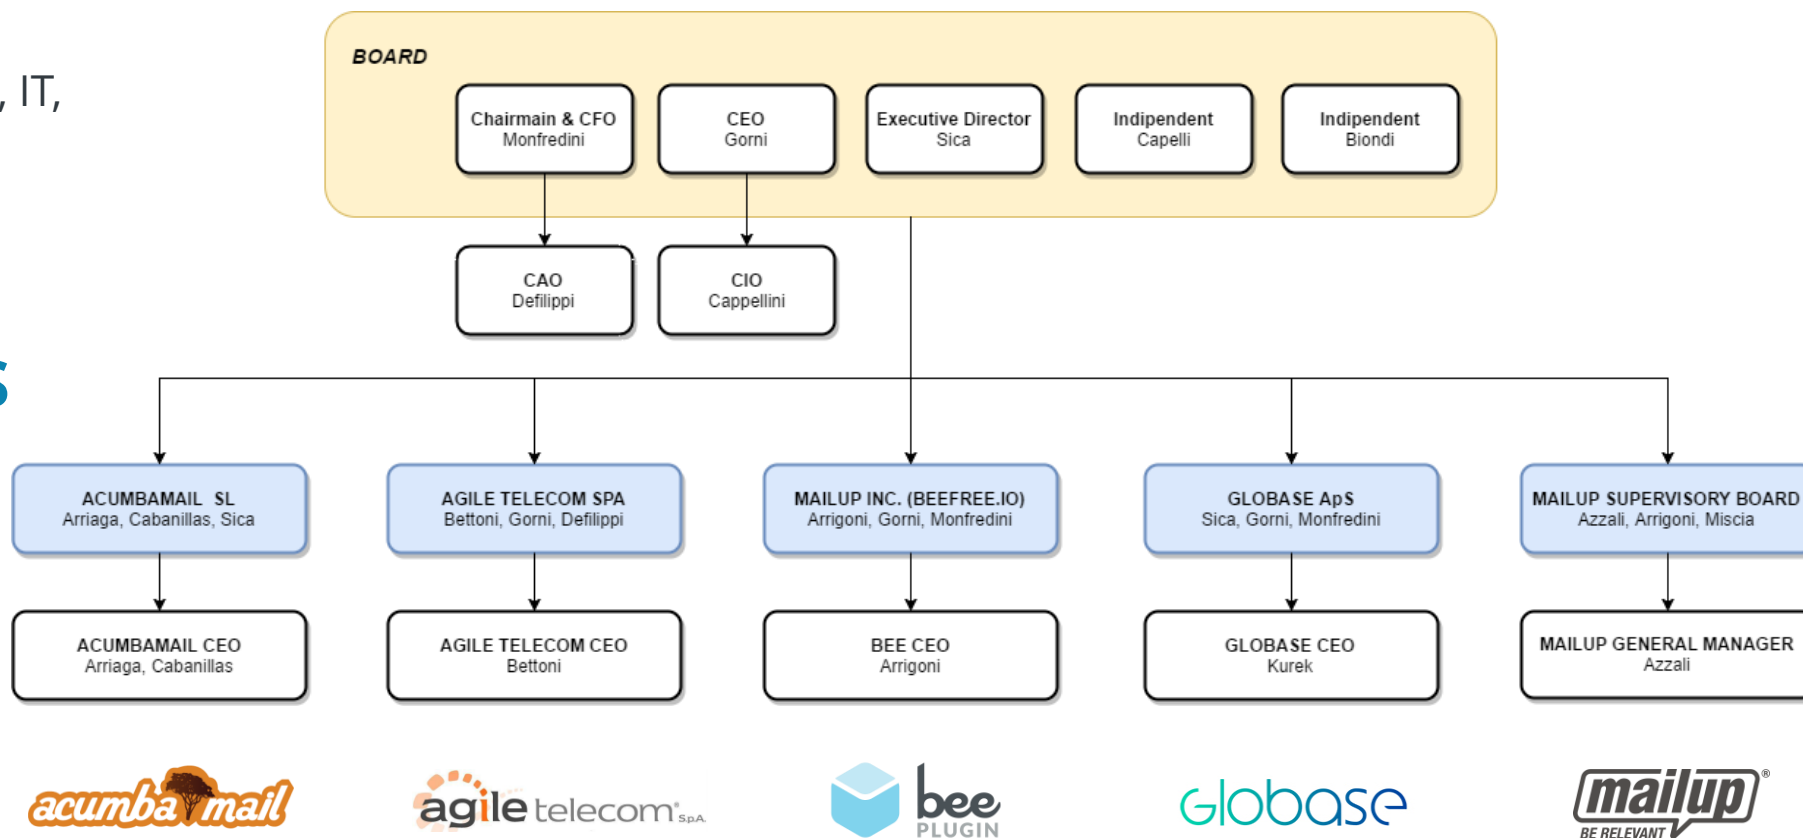 , IT,
s
BOARD
Chairmain & CFO
Monfredini
CEO
Gorni
Executive Director
Sica
Indipendent
Capelli
Indipendent
Biondi
CAO
Defilippi
CIO
Cappellini
ACUMBAMAIL SL
Arriaga, Cabanillas, Sica
AGILE TELECOM SPA
Bettoni, Gorni, Defilippi
MAILUP INC. (BEEFREE.IO)
Arrigoni, Gorni, Monfredini
GLOBASE ApS
Sica, Gorni, Monfredini
MAILUP SUPERVISORY BOARD
Azzali, Arrigoni, Miscia
ACUMBAMAIL CEO
Arriaga, Cabanillas
AGILE TELECOM CEO
Bettoni
BEE CEO
Arrigoni
GLOBASE CEO
Kurek
MAILUP GENERAL MANAGER
Azzali
acumbamail
agile telecom S.p.A.
bee
PLUGIN
Globase
mailup®
BE RELEVANT